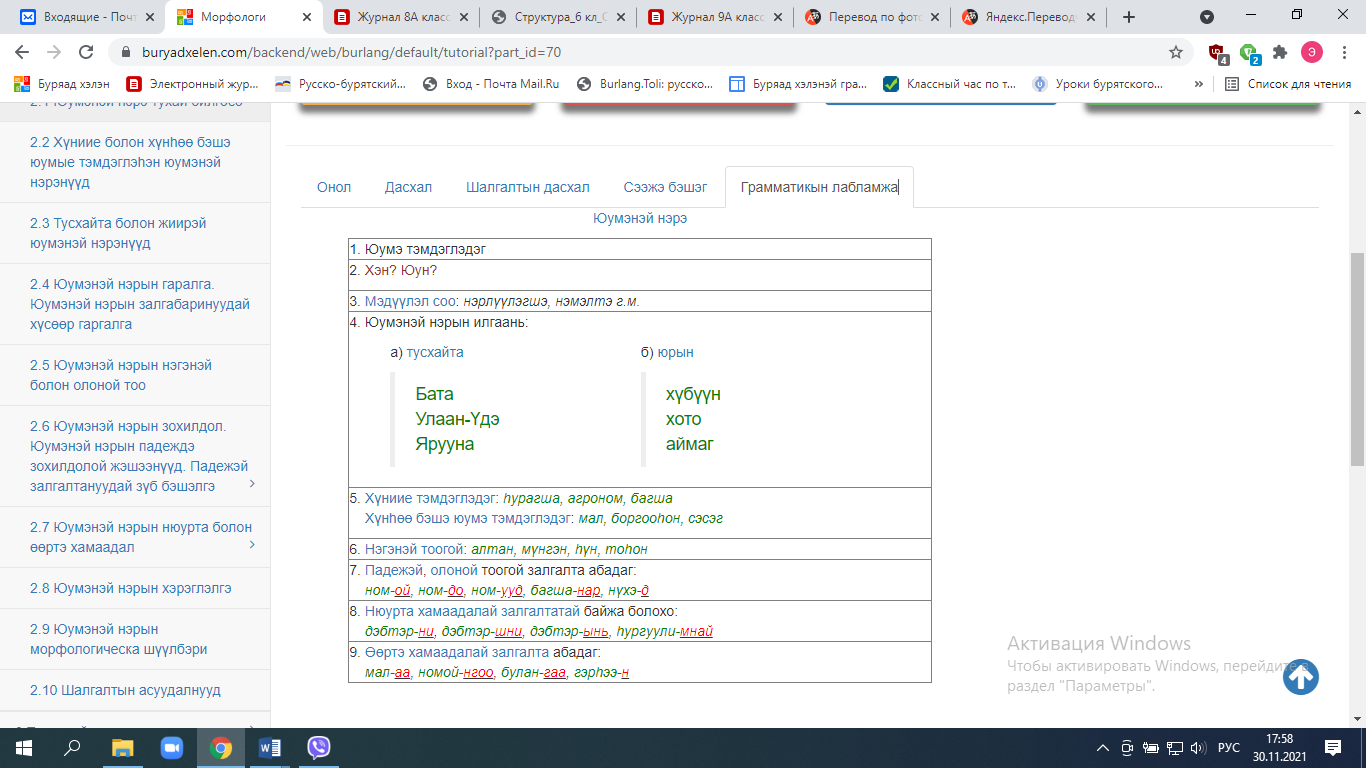 Входящие - Почт
Морфологи
Журнал 8А класс
Структура_6 кл_С
Журнал 9А класс
Перевод по фото
Яндекс.Переводч
buryadxelen.com/backend/web/burlang/default/tutorial?part_id=70
Э
Буряад хэлэн
Электронный жур...
Русско-бурятский...
Вход - Почта Mail.Ru
Burlang.Toli: русско...
Буряад хэлэнэй гра...
Классный час по т...
Уроки бурятского...
»
Список для чтения
4
2
2.2 Хүниие болон хүнһөө бэшэ
юумые тэмдэглэһэн юумэнэй
нэрэнүүд
2.3 Тусхайта болон жиирэй
юумэнэй нэрэнүүд
2.4 Юумэнэй нэрын гаралга.
Юумэнэй нэрын залгабаринуудай
хүсөөр гаргалга
2.5 Юумэнэй нэрын нэгэнэй
болон олоной тоо
2.6 Юумэнэй нэрын зохилдол.
Юумэнэй нэрын падеждэ
зохилдолой жэшээнүүд. Падежэй
залгалтануудай зүб бэшэлгэ
2.7 Юумэнэй нэрын нюурта болон
өөртэ хамаадал
2.8 Юумэнэй нэрын хэрэглэлгэ
2.9 Юумэнэй нэрын
морфологическа шүүлбэри
2.10 Шалгалтын асуудалнууд
Онол
Дасхал
Шалгалтын дасхал
Сээжэ бэшэг
Грамматикын лабламжа
Юумэнэй нэрэ
1. Юумэ тэмдэглэдэг
2. Хэн? Юун?
3. Мэдүүлэл соо: нэрлүүлэгшэ, нэмэлтэ г.м.
4. Юумэнэй нэрын илгаань:
а) тусхайта
Бата
Улаан-Үдэ
Яруунa
б) юрын
хүбүүн
хото
аймаг
5. Хүниие тэмдэглэдэг: һурагша, агроном, багша
Хүнһөө бэшэ юумэ тэмдэглэдэг: мал, боргооһон, сэсэг
6. Нэгэнэй тоогой: алтан, мүнгэн, һүн, тоһон
7. Падежэй, олоной тоогой залгалта абадаг:
ном-ой, ном-до, ном-ууд, багша-нар, нүхэ-д
8. Нюурта хамаадалай залгалтатай байжа болохо:
дэбтэр-ни, дэбтэр-шни, дэбтэр-ынь, һургуули-мнай
9. Өөртэ хамаадалай залгалта абадаг:
мал-аа, номой-нгоо, булан-гаа, гэрһээ-н
Активация Windows
Чтобы активировать Windows, перейдите в
раздел "Параметры".
РУС
17:58
30.11.2021